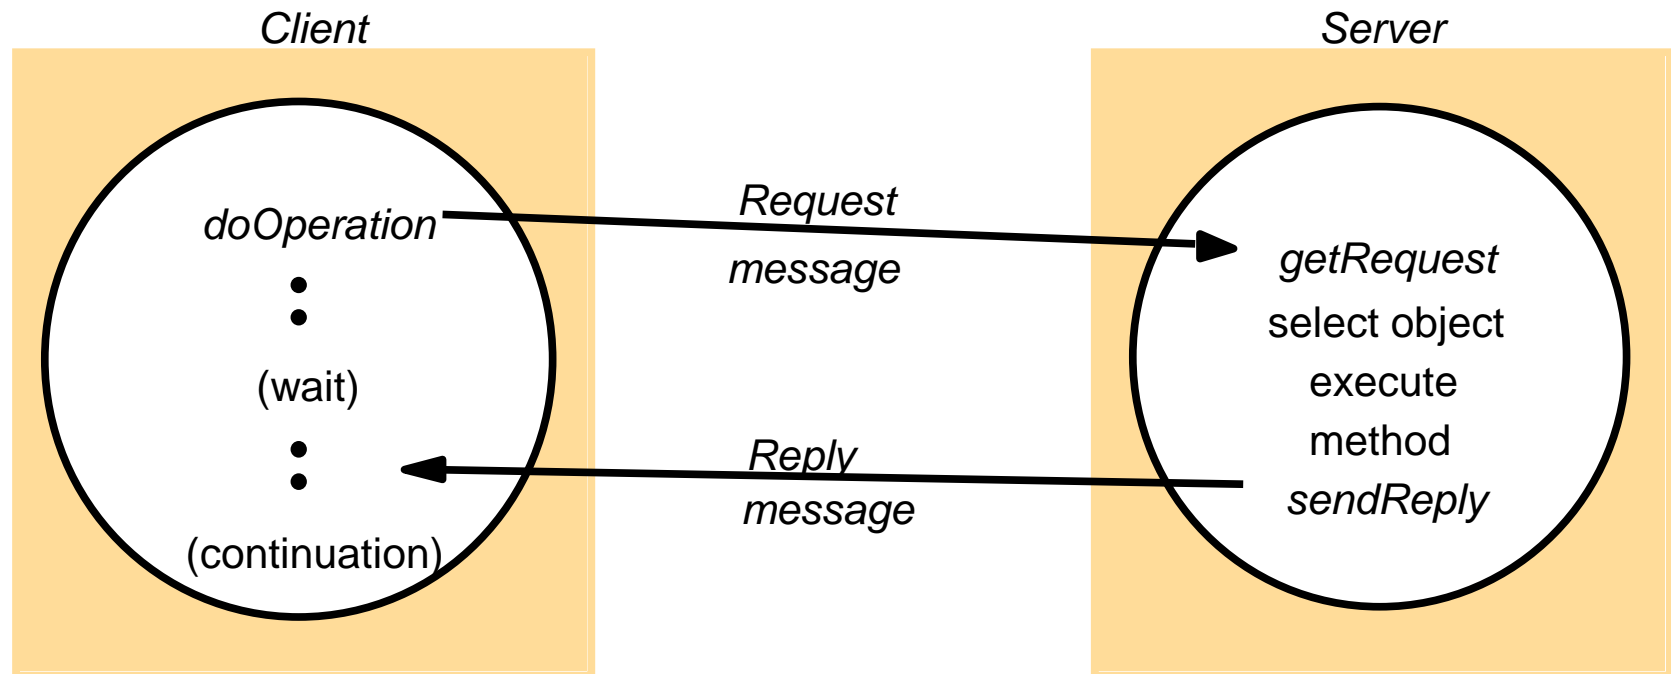 Client
Server
doOperation
(wait)
(continuation)
Request
message
Reply
message
getRequest
select object
execute
method
sendReply